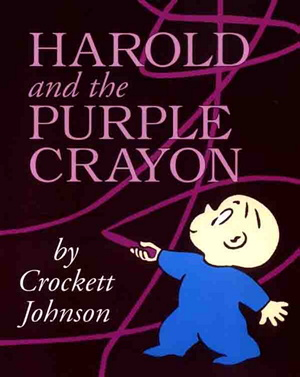 HAROLD
and the
PURPLE
CRAYON
by
Crockett
Johnson